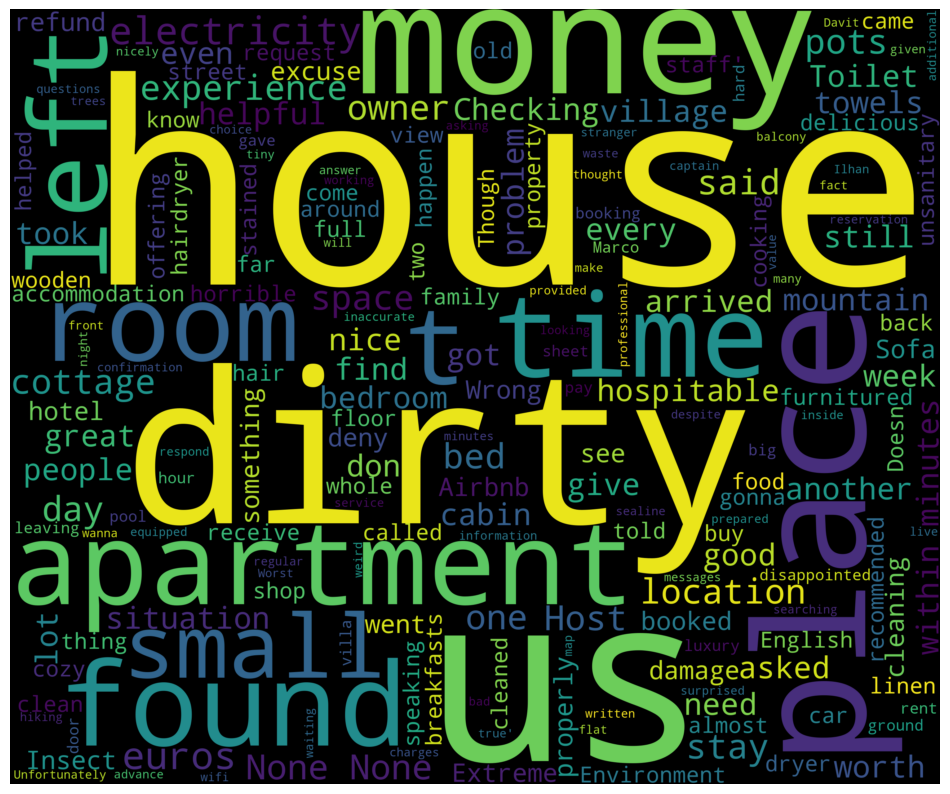 refund
electricity
money
Davit
came
nicely
even
request
old
staff'
hard
given
additional
pots
left
questions
street
excuse
trees
experience
Toilet
house
helpful
owner
Checking
village
towels
know
choice
gave
view
asking
stranger
balcony
delicious
helped
tiny
happen
problem
property
waste
captain
thought
Ilhan
said
unsanitary
offering
hairdryer
stained
answer
working
come
around
Though
booking
fact
cooking
took
will
full
two
every
Marco
reservation
still
wooden
far
make
value
many
accommodation
horrible
space
family
provided
professional
arrived
mountain
room
front
night
inaccurate
nice
t
time
looking
place
back
confirmation
got
sheet
Sofa
cottage
hair
find
Wrong
pay
hospitable
week
bedroom
furnitured
hotel
dirty
something
floor
deny
despite
inside
Doesn
within minutes
great
respond
minutes
see
big
people
hour
don
bed
food
day
whole
Airbnb
give
gonna
another
service
cabin
sealine
prepared
leaving
pool
wanna
equipped
receive
called
information
told
buy
live
apartment
regular
Worst
weird
shop
good
messages
disappointed
location
recommended
cleaning
situation
small
villa
went
one
Host
booked
searching
lot
thing
English
us
luxury
cozy
found
speaking
breakfasts
cleaned
properly
map
damage
asked
linen
clean
surprised
need
hiking
door
bad
written
car
rent
waiting
charges
true'
flat
almost
ground
Insect
euros
stay
Unfortunately
advance
wifi
None None
Extreme
Environment
dryer
worth